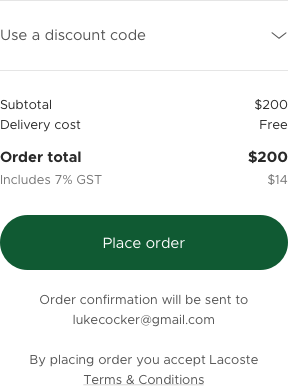 Use a discount code
Subtotal $200
Delivery cost Free
Order total $200
Includes 7% GST $14
Place order
Order confirmation will be sent to
lukecocker@gmail.com
By placing order you accept Lacoste
Terms & Conditions